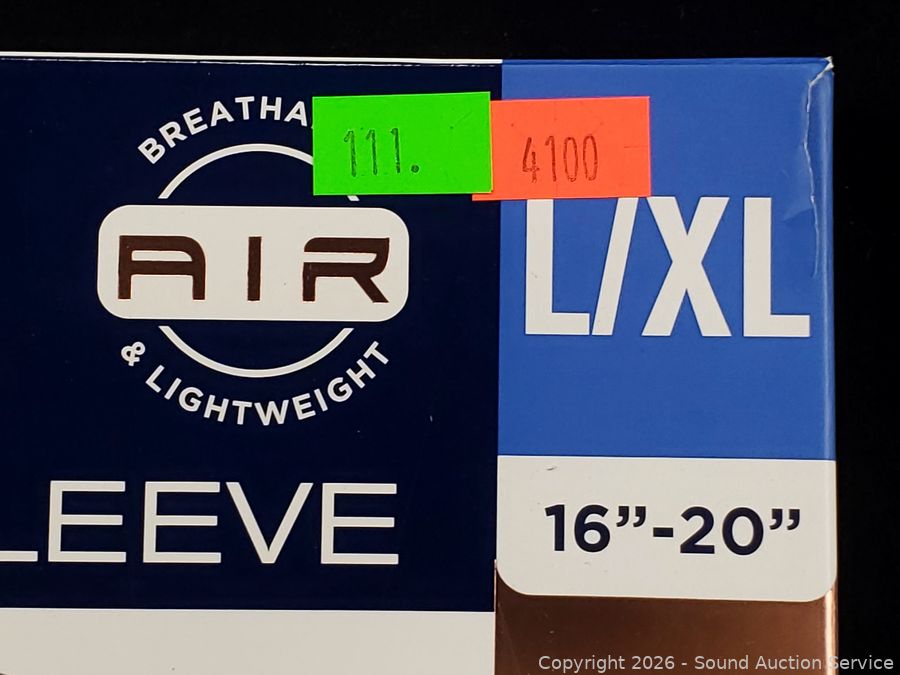 BREATHA
111.
4100
AIR
& LIGHTWEIGHT
L/XL
LEEVE
16”-20”
Copyright 2026 - Sound Auction Service